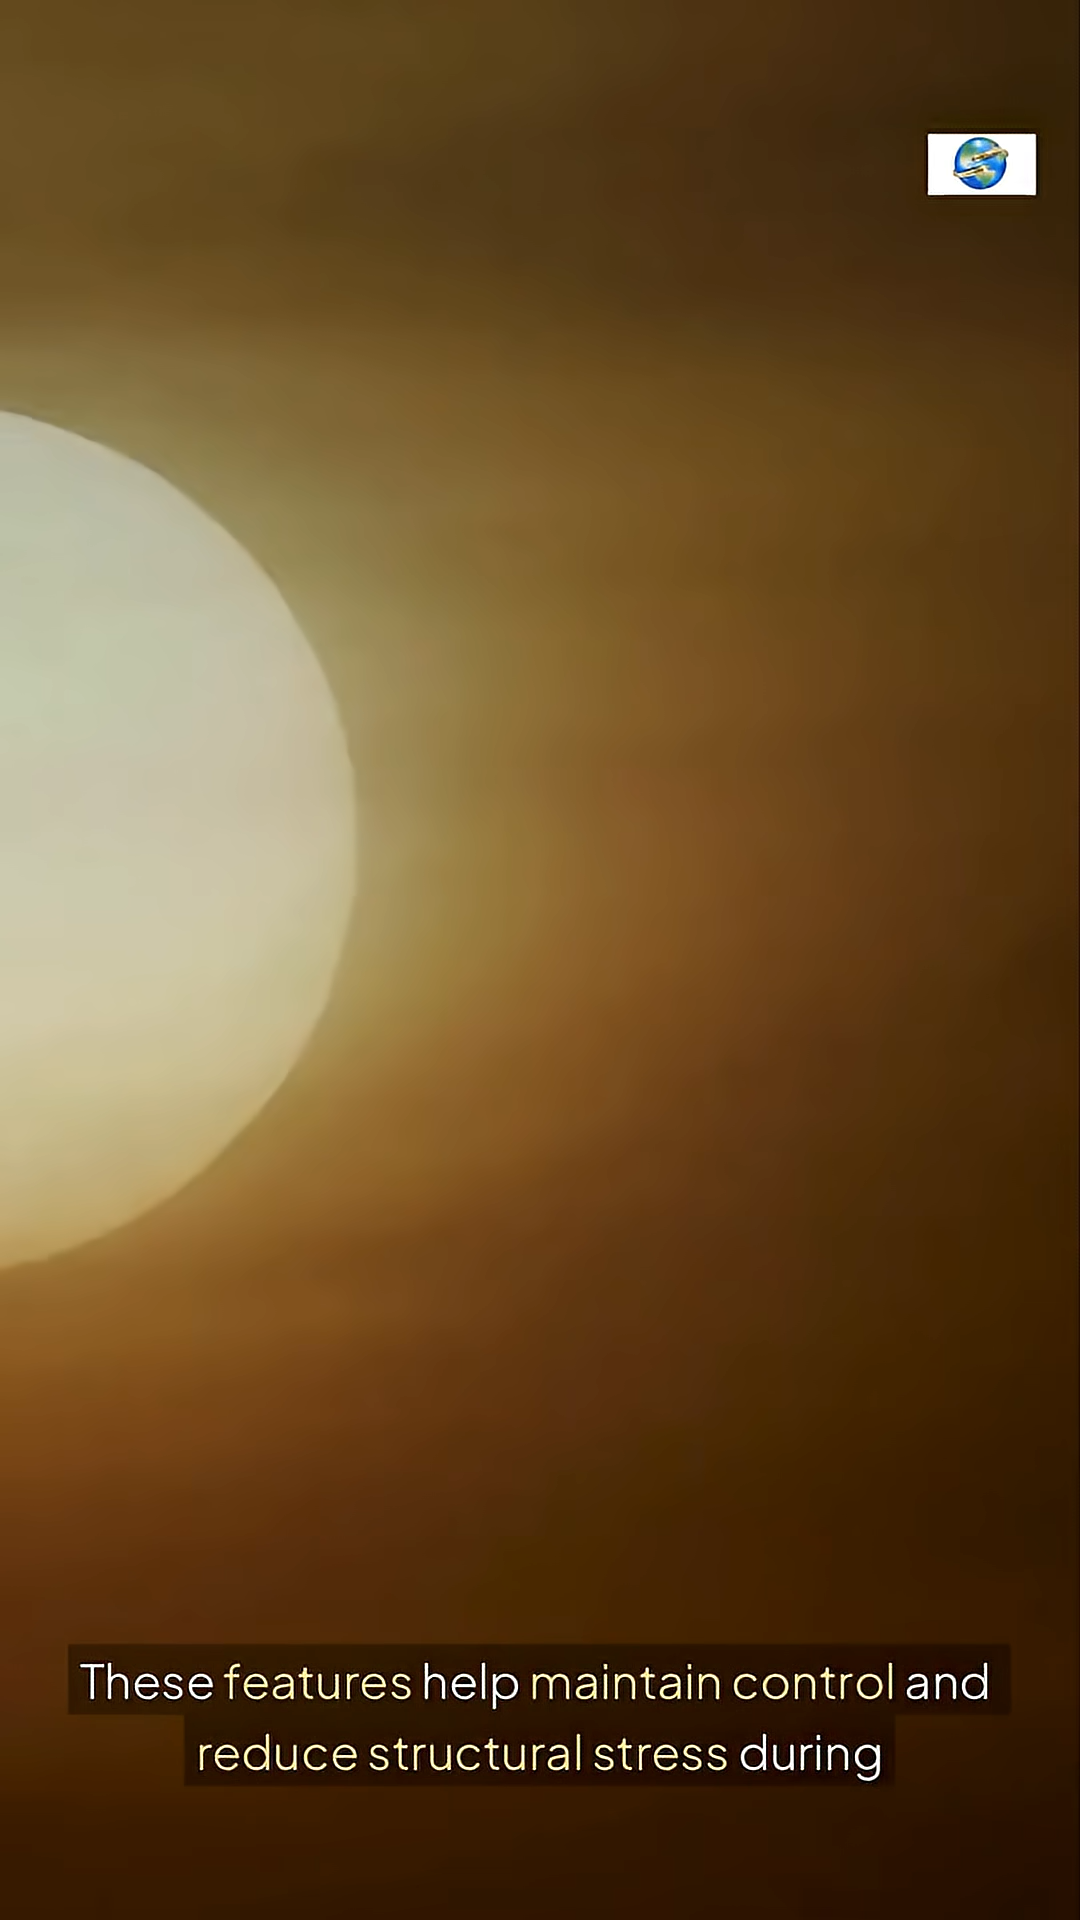 These features help maintain control and
reduce structural stress during